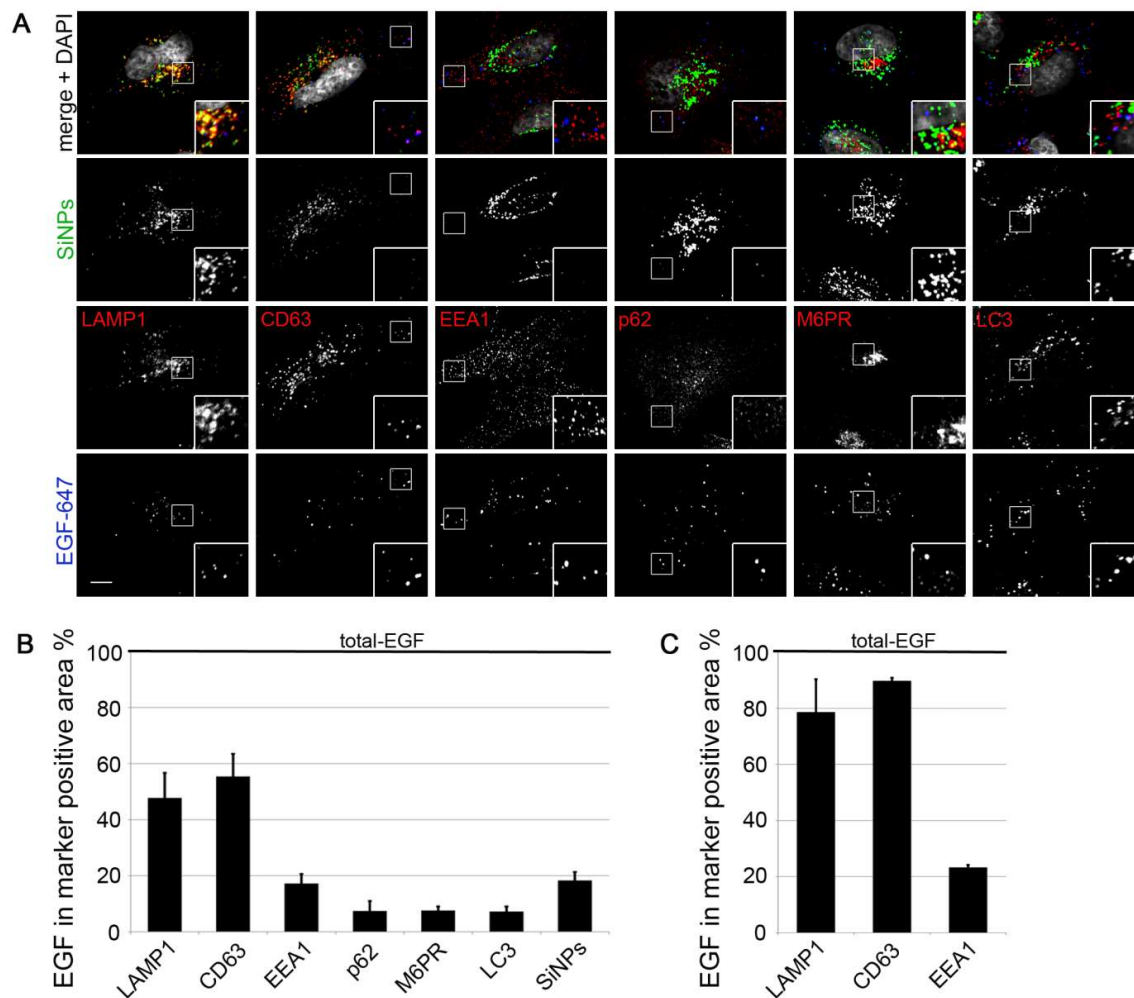 A
merge + DAPI
SiNPs
LAMP1 CD63 EEA1 p62 M6PR LC3
EGF-647
B
total-EGF
EGF in marker positive area %
100
80
60
40
20
0
LAMP1 CD63 EEA1 p62 M6PR LC3 SiNPs
C
total-EGF
EGF in marker positive area %
100
80
60
40
20
0
LAMP1 CD63 EEA1